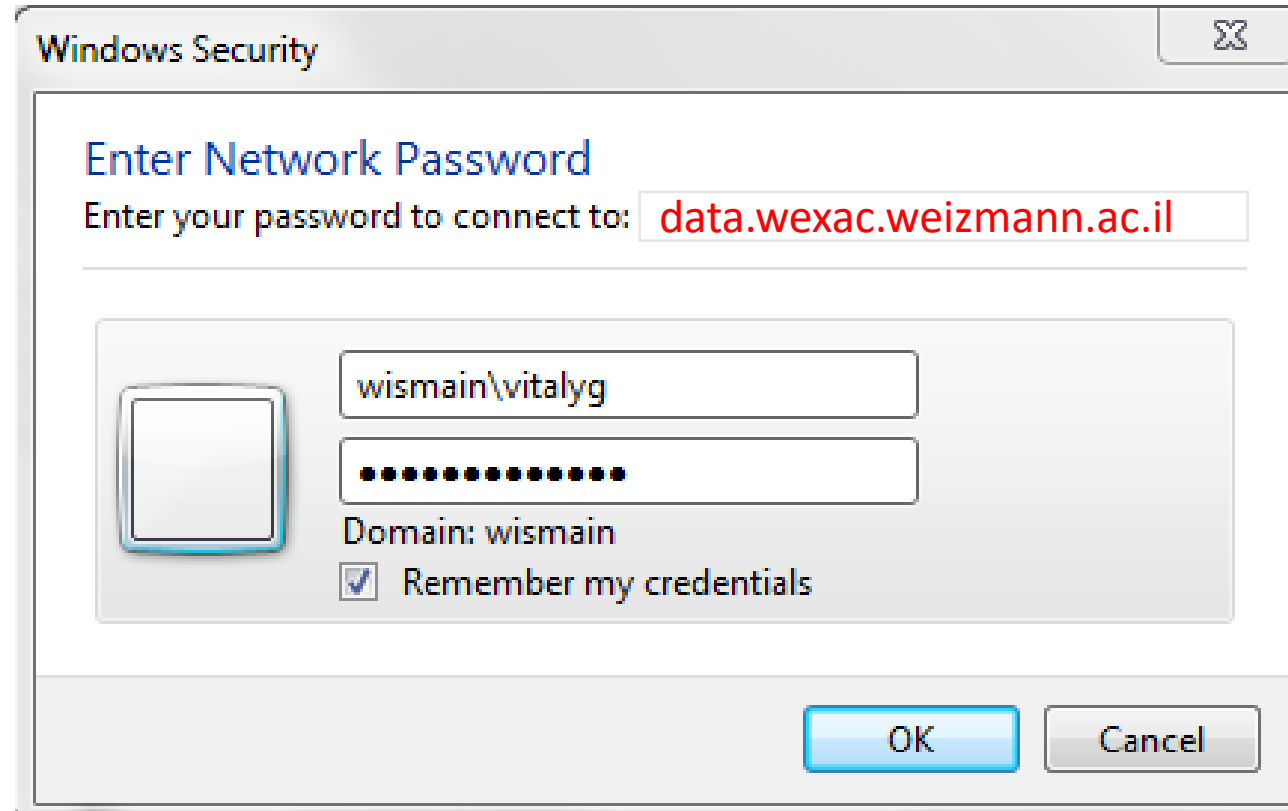 Windows Security
Enter Network Password
Enter your password to connect to: data.wexac.weizmann.ac.il
wismain\vitalyg
●●●●●●●●●●●●●
Domain: wismain
Remember my credentials
OK Cancel